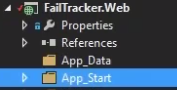 FailTracker.Web
Properties
References
App_Data
App_Start